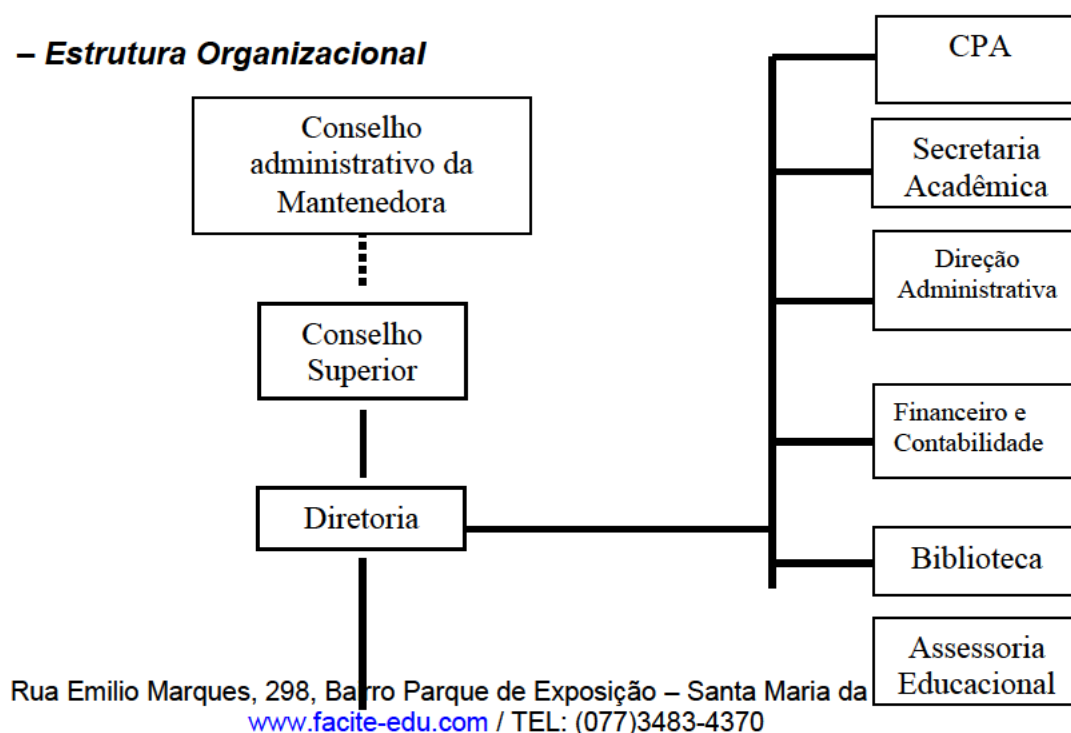 – Estrutura Organizacional
Conselho
administrativo da
Mantenedora
Conselho
Superior
Diretoria
CPA
Secretaria
Acadêmica
Direção
Administrativa
Financeiro e
Contabilidade
Biblioteca
Assessoria
Educacional
Rua Emilio Marques, 298, Bairro Parque de Exposição – Santa Maria da
www.facite-edu.com / TEL: (077)3483-4370